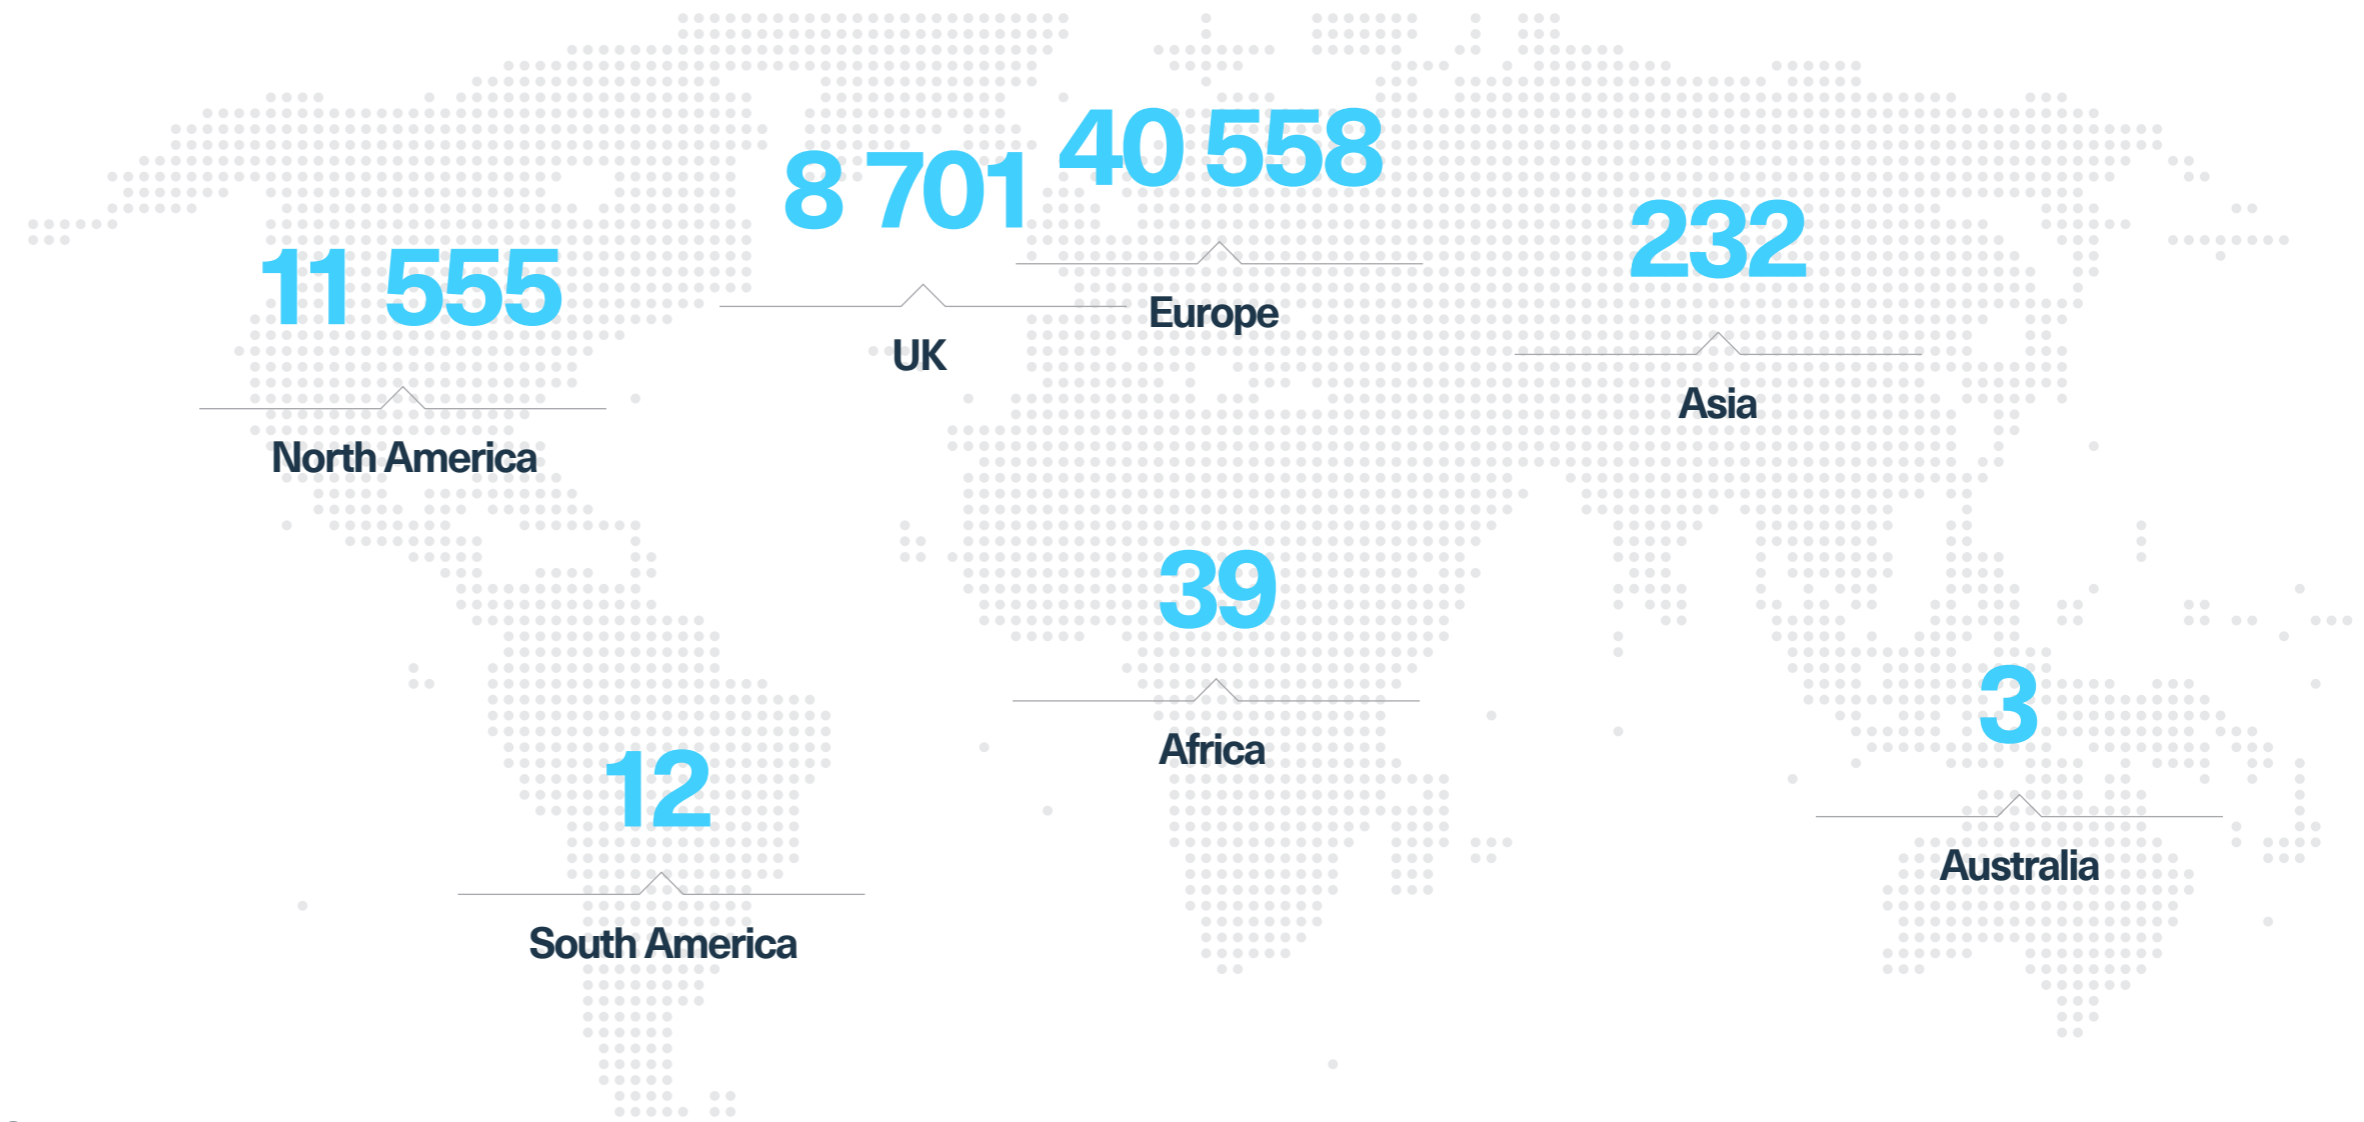 40 558
Europe
8 701
UK
11 555
North America
232
Asia
39
Africa
3
Australia
12
South America